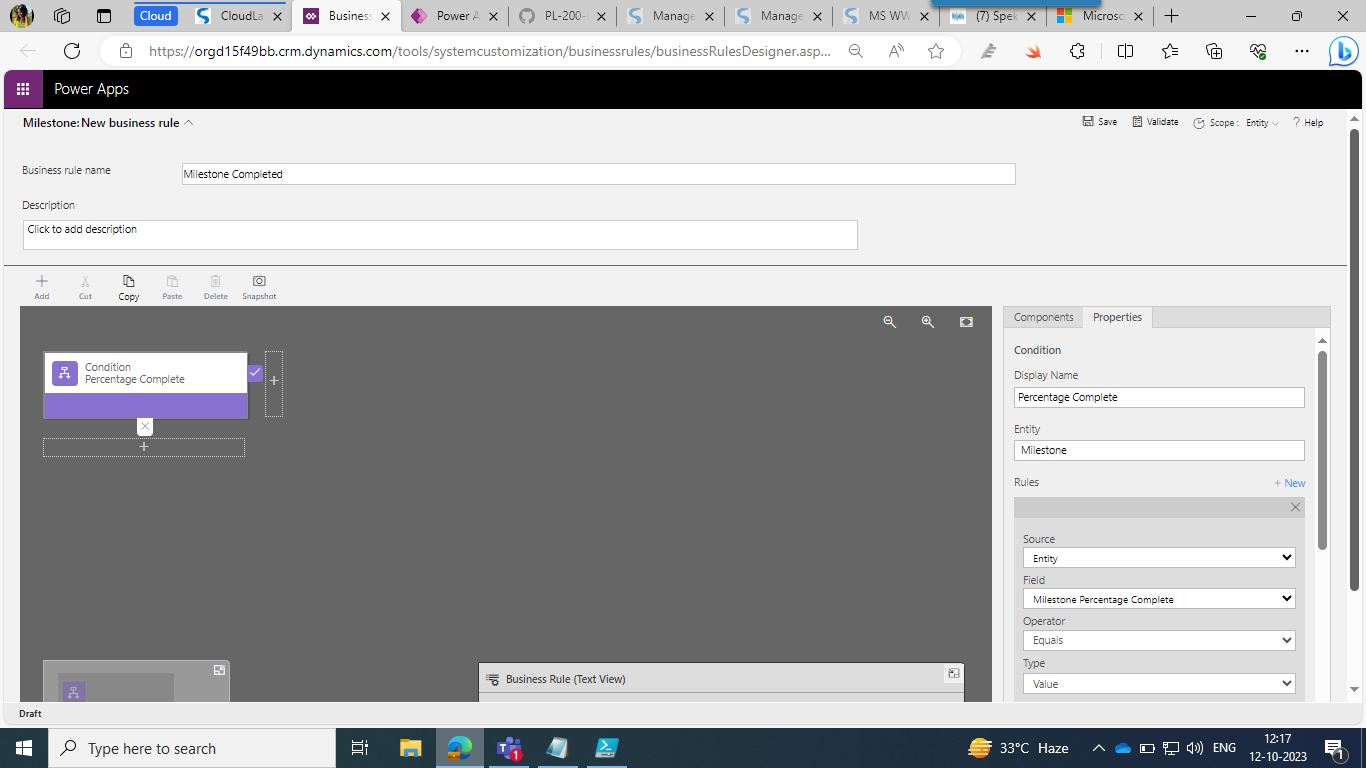 Cloud
CloudLa
Business
Power A
PL-200-
Manage
Manage
MS WW
(7) Spek
Microso
https://orgd15f49bb.crm.dynamics.com/tools/systemcustomization/businessrules/businessRulesDesigner.asp...
Power Apps
Milestone: New business rule
Save
Validate
Scope :
Entity
? Help
Business rule name
Milestone Completed
Description
Click to add description
Add
Cut
Copy
Paste
Delete
Snapshot
Components
Properties
Condition
Percentage Complete
Condition
Display Name
Percentage Complete
Entity
Milestone
Rules
+ New
Source
Entity
Field
Milestone Percentage Complete
Operator
Equals
Type
Value
Business Rule (Text View)
Draft
Type here to search
1
33°C Haze
ENG
12:17
12-10-2023
1